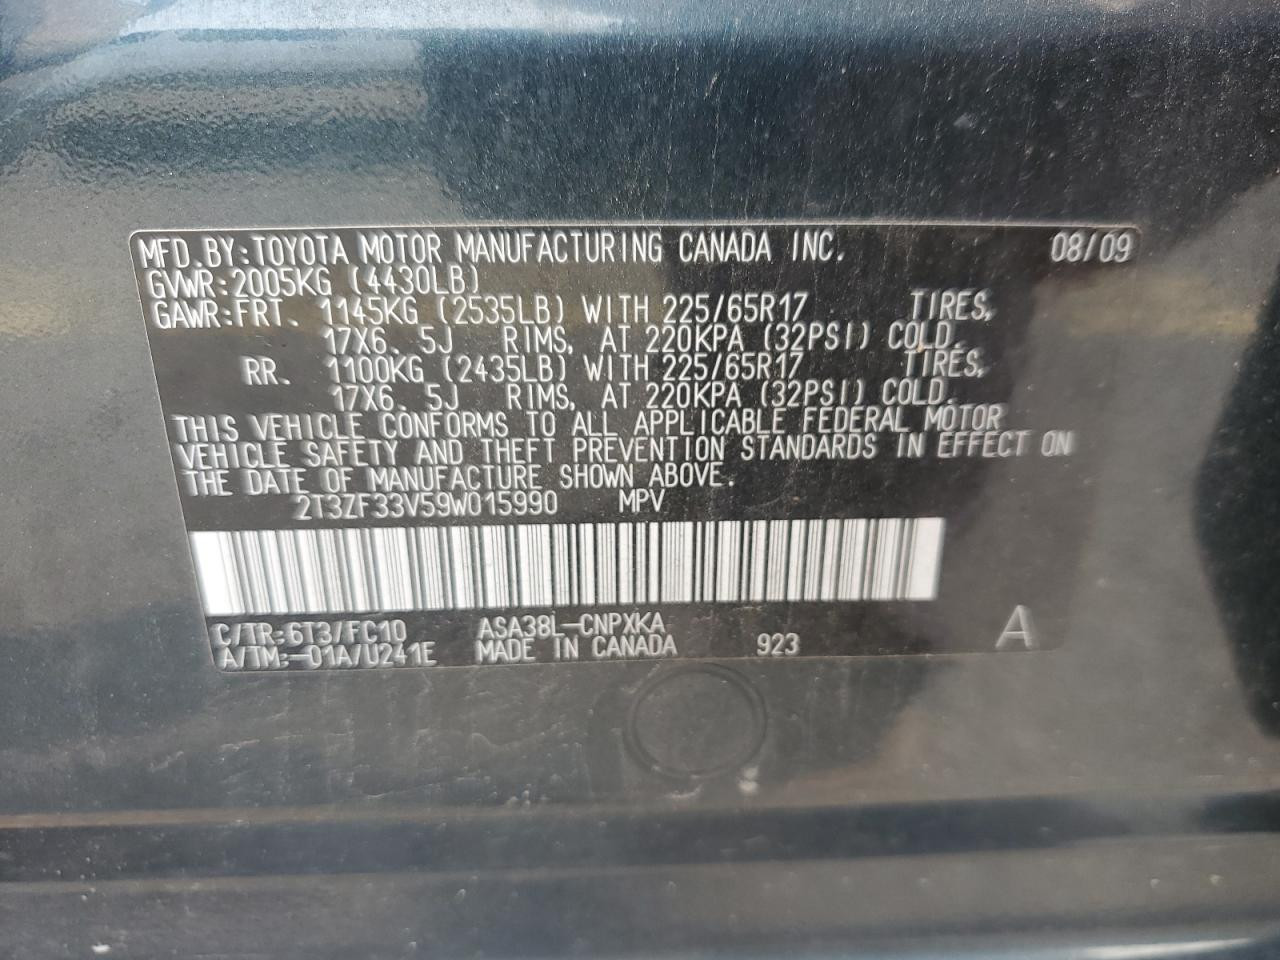 MFD.BY:TOYOTA MOTOR MANUFACTURING CANADA INC. 08/09
GVWR:2005KG (4430LB)
GAWR:FRT. 1145KG (2535LB) WITH 225/65R17 TIRES,
17X6.5J RIMS, AT 220KPA (32PSI) COLD.
RR. 1100KG (2435LB) WITH 225/65R17 TIRES,
17X6.5J RIMS, AT 220KPA (32PSI) COLD.
THIS VEHICLE CONFORMS TO ALL APPLICABLE FEDERAL MOTOR
VEHICLE SAFETY AND THEFT PREVENTION STANDARDS IN EFFECT ON
THE DATE OF MANUFACTURE SHOWN ABOVE.
2T3ZF33V59W015990 MPV
C/TR:6T3/FC10 ASA38L-CNPXKA
A/TM:-01A/U241E MADE IN CANADA 923 A